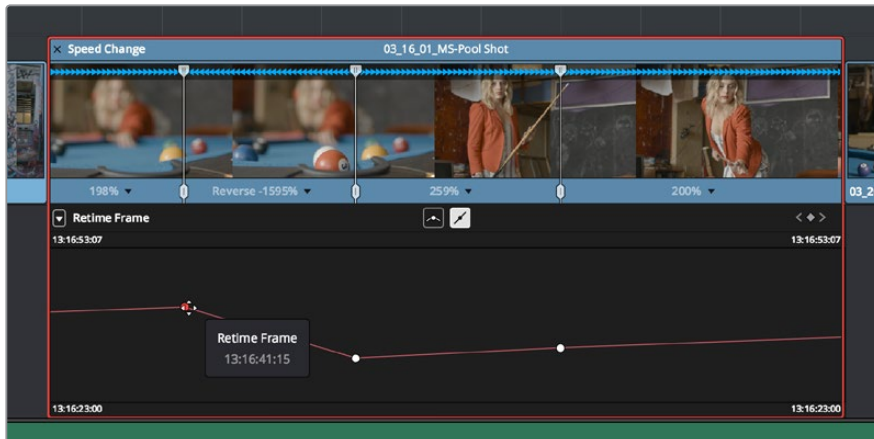 × Speed Change 03_16_01_MS-Pool Shot
198% Reverse -1595% 259% 200% 03_2
Retime Frame
13:16:53:07 13:16:53:07
Retime Frame
13:16:41:15
13:16:23:00 13:16:23:00